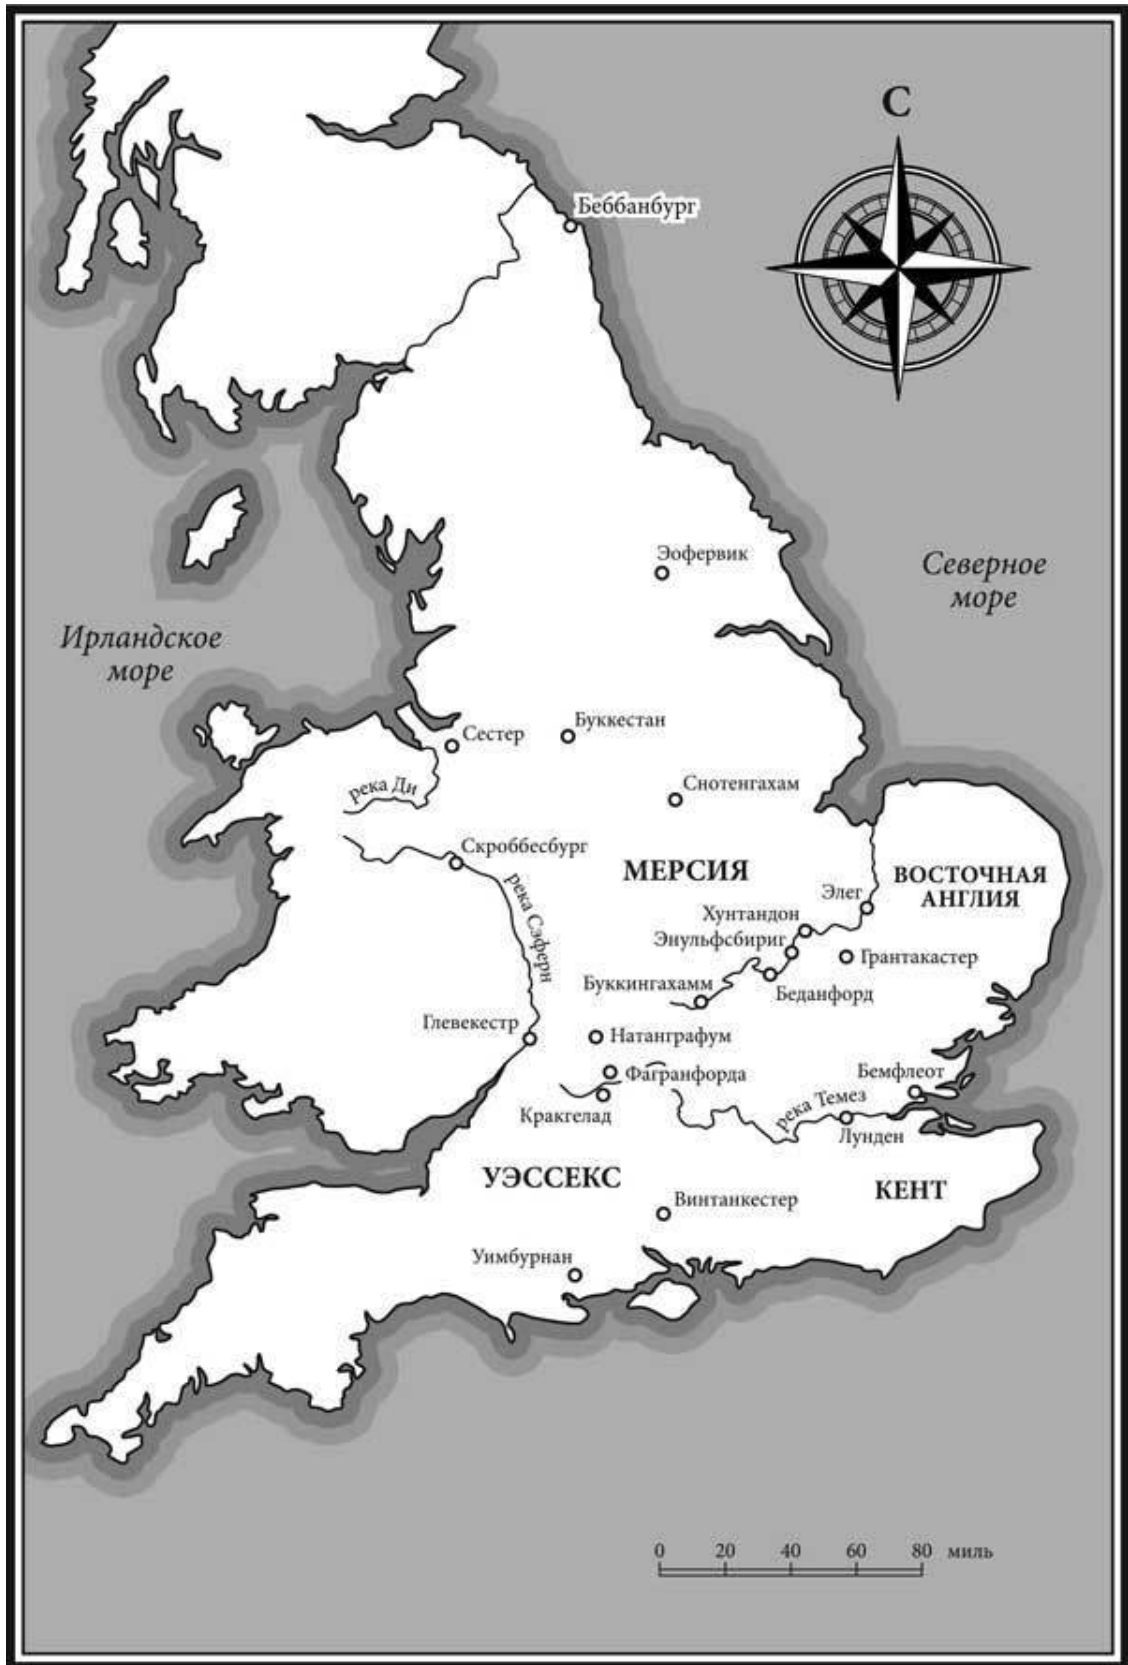 С
Беббанбург
Эофервик
Северное
море
Ирландское
море
Буккестан
Сестер
Снотенгахам
река Ди
Скроббесбург
МЕРСИЯ
ВОСТОЧНАЯ
АНГЛИЯ
Элег
река Сэферн
Хунтандон
Энульфсбириг
Грантакастер
Буккингахамм
Беданфорд
Глевекестр
Натанграфум
Фагранфорда
Бемфлеот
Кракгелад
река Темез
Лунден
УЭССЕКС
КЕНТ
Винтанкестер
Уимбурнан
0 20 40 60 80 миль